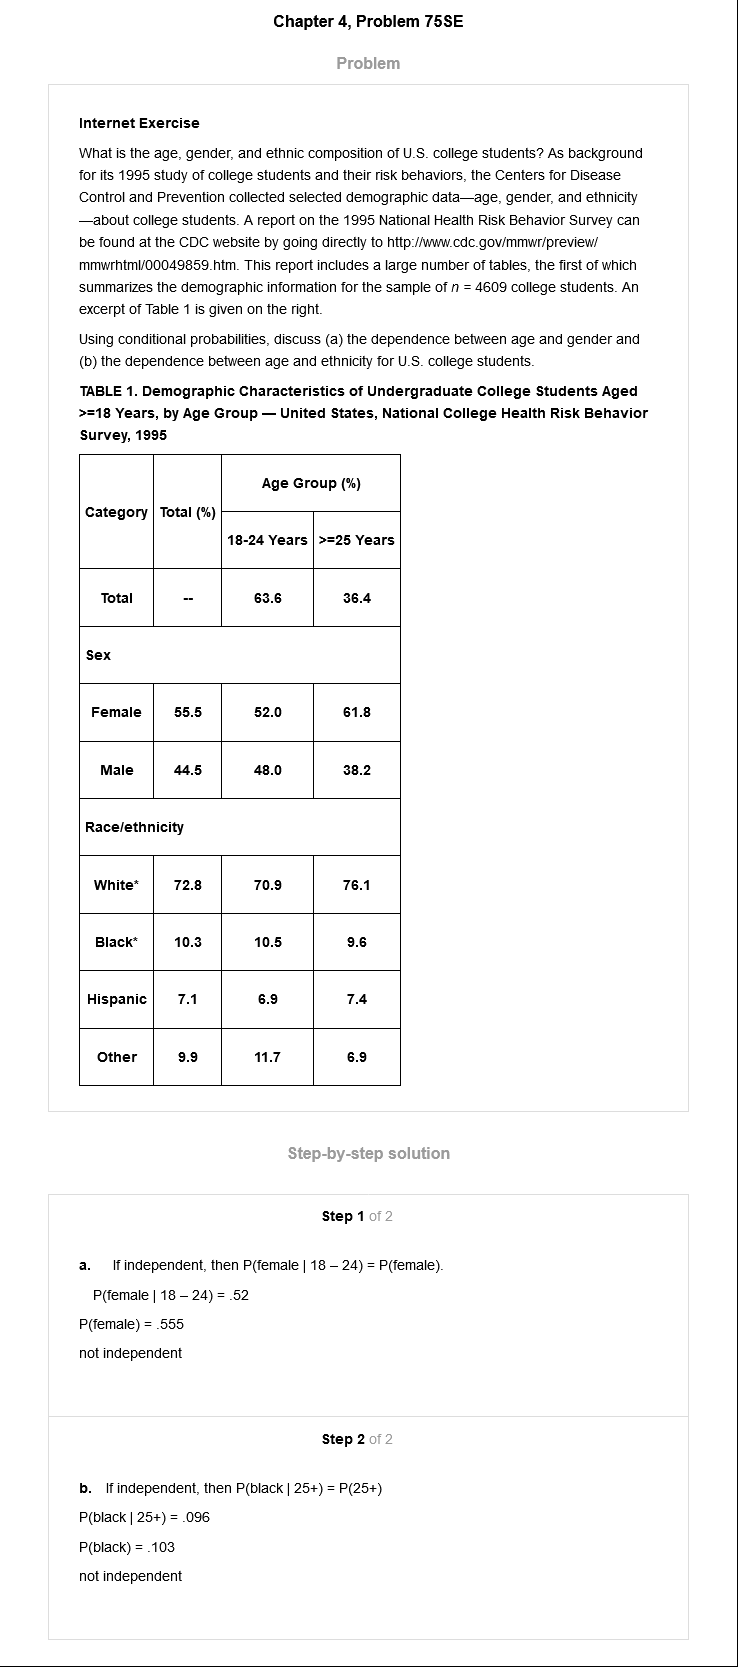 Chapter 4, Problem 75SE
Problem
Internet Exercise
What is the age, gender, and ethnic composition of U.S. college students? As background
for its 1995 study of college students and their risk behaviors, the Centers for Disease
Control and Prevention collected selected demographic data—age, gender, and ethnicity
—about college students. A report on the 1995 National Health Risk Behavior Survey can
be found at the CDC website by going directly to http://www.cdc.gov/mmwr/preview/
mmwrhtml/00049859.htm. This report includes a large number of tables, the first of which
summarizes the demographic information for the sample of n = 4609 college students. An
excerpt of Table 1 is given on the right.
Using conditional probabilities, discuss (a) the dependence between age and gender and
(b) the dependence between age and ethnicity for U.S. college students.
TABLE 1. Demographic Characteristics of Undergraduate College Students Aged
>=18 Years, by Age Group — United States, National College Health Risk Behavior
Survey, 1995
Category Total (%) Age Group (%)
18-24 Years >=25 Years
Total -- 63.6 36.4
Sex
Female 55.5 52.0 61.8
Male 44.5 48.0 38.2
Race/ethnicity
White* 72.8 70.9 76.1
Black* 10.3 10.5 9.6
Hispanic 7.1 6.9 7.4
Other 9.9 11.7 6.9
Step-by-step solution
Step 1 of 2
a. If independent, then P(female | 18 – 24) = P(female).
P(female | 18 – 24) = .52
P(female) = .555
not independent
Step 2 of 2
b. If independent, then P(black | 25+) = P(25+)
P(black | 25+) = .096
P(black) = .103
not independent